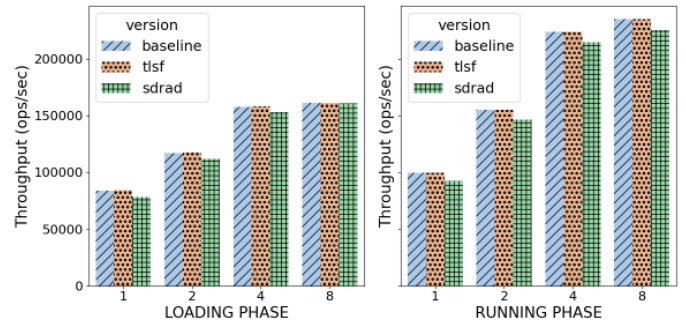 version
baseline
tlsf
sdrad
Throughput (ops/sec)
200000
150000
100000
50000
0
1
2
4
8
LOADING PHASE
version
baseline
tlsf
sdrad
Throughput (ops/sec)
1
2
4
8
RUNNING PHASE